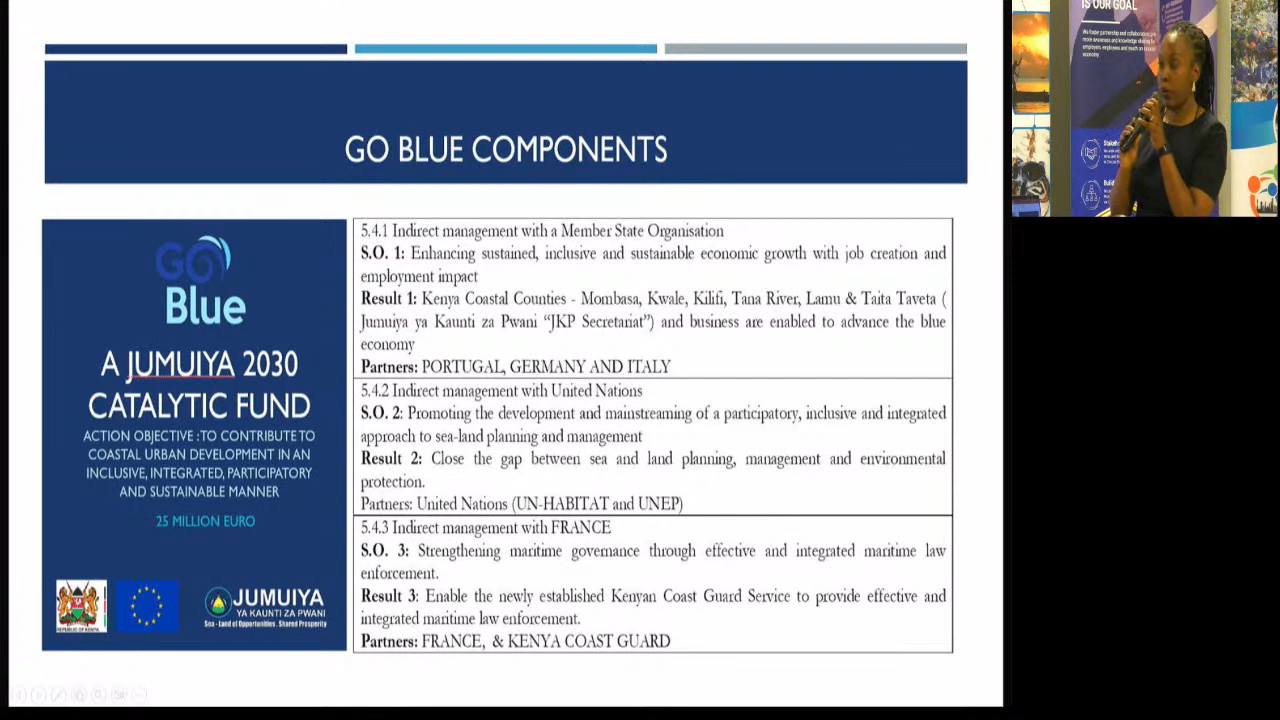 GO BLUE COMPONENTS
GO
Blue
A JUMUIYA 2030
CATALYTIC FUND
ACTION OBJECTIVE :TO CONTRIBUTE TO
COASTAL URBAN DEVELOPMENT IN AN
INCLUSIVE, INTEGRATED, PARTICIPATORY
AND SUSTAINABLE MANNER
25 MILLION EURO
REPUBLIC OF KENYA
JUMUIYA
YA KAUNTI ZA PWANI
Sea - Land of Opportunities. Shared Prosperity
5.4.1 Indirect management with a Member State Organisation
S.O. 1: Enhancing sustained, inclusive and sustainable economic growth with job creation and
employment impact
Result 1: Kenya Coastal Counties - Mombasa, Kwale, Kilifi, Tana River, Lamu & Taita Taveta (
Jumuiya ya Kaunti za Pwani “JKP Secretariat”) and business are enabled to advance the blue
economy
Partners: PORTUGAL, GERMANY AND ITALY
5.4.2 Indirect management with United Nations
S.O. 2: Promoting the development and mainstreaming of a participatory, inclusive and integrated
approach to sea-land planning and management
Result 2: Close the gap between sea and land planning, management and environmental
protection.
Partners: United Nations (UN-HABITAT and UNEP)
5.4.3 Indirect management with FRANCE
S.O. 3: Strengthening maritime governance through effective and integrated maritime law
enforcement.
Result 3: Enable the newly established Kenyan Coast Guard Service to provide effective and
integrated maritime law enforcement.
Partners: FRANCE, & KENYA COAST GUARD
IS OUR GOAL